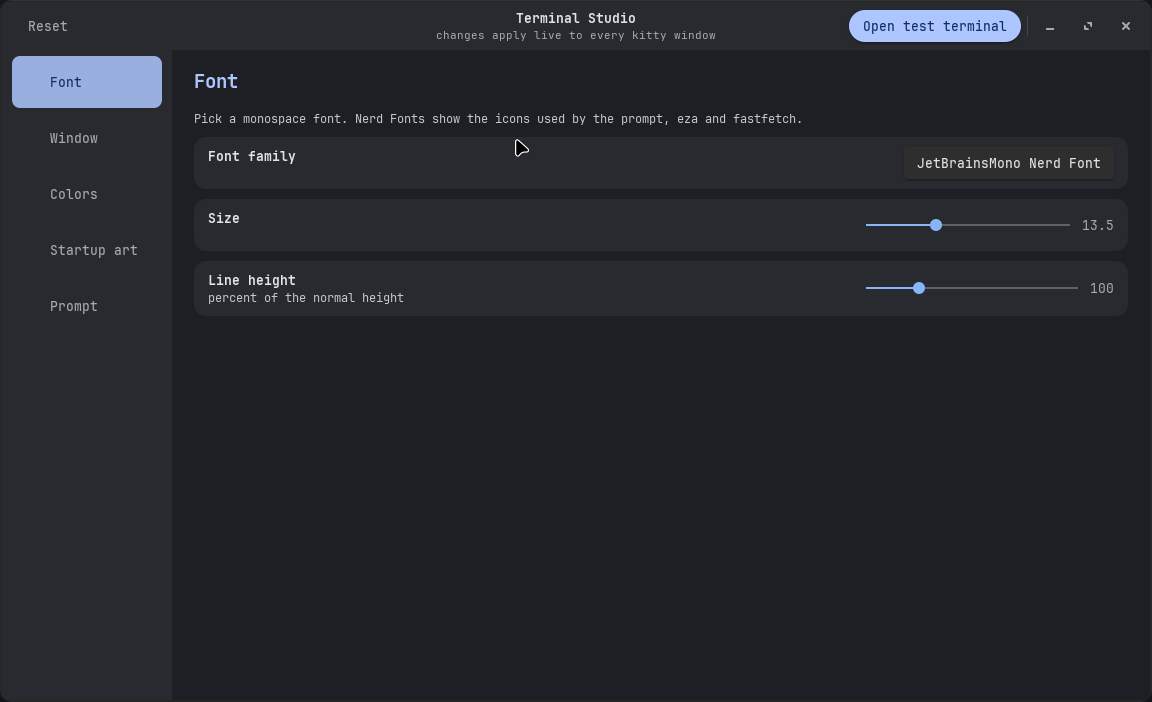 Reset
Terminal Studio
changes apply live to every kitty window
Open test terminal
Font
Window
Colors
Startup art
Prompt
Font
Pick a monospace font. Nerd Fonts show the icons used by the prompt, eza and fastfetch.
Font family
JetBrainsMono Nerd Font
Size
13.5
Line height
percent of the normal height
100